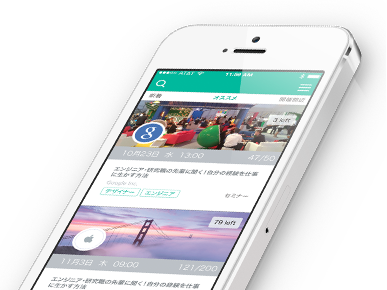 AT&T
11:56 AM
新着
オススメ
開催間近
3 left
g
10月23日 水 13:00
47/50
エンジニア・研究職の先輩に聞く！自分の経験を仕事
に生かす方法
Google Inc.
デザイナー
エンジニア
セミナー
79 left
11月3日 木 09:00
121/200
エンジニア・研究職の先輩に聞く！自分の経験を仕事
に生かす方法